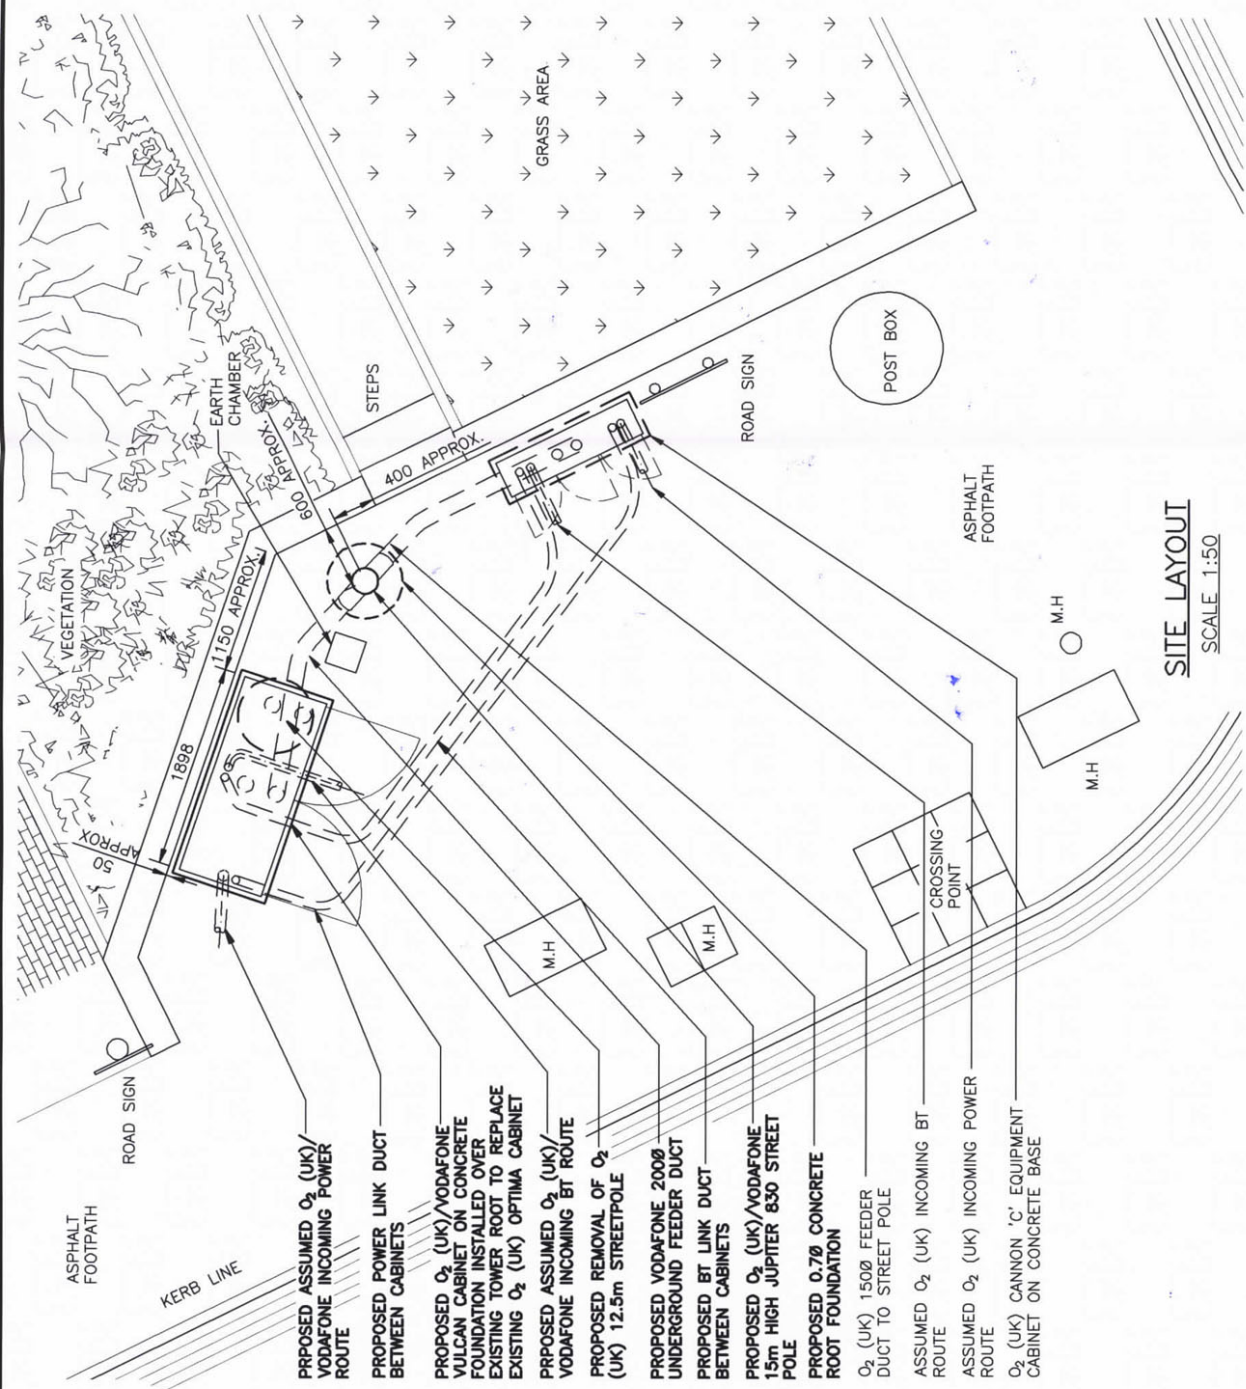 VEGETATION
EARTH
CHAMBER
STEPS
GRASS AREA
600 APPROX.
400 APPROX.
1150 APPROX.
1898
50
APPROX
ROAD SIGN
POST BOX
ASPHALT
FOOTPATH
M.H
M.H
CROSSING
POINT
M.H
M.H
ROAD SIGN
ASPHALT
FOOTPATH
KERB LINE
PRPOSED ASSUMED O₂ (UK)/
VODAFONE INCOMING POWER
ROUTE
PROPOSED POWER LINK DUCT
BETWEEN CABINETS
PROPOSED O₂ (UK)/VODAFONE
VULCAN CABINET ON CONCRETE
FOUNDATION INSTALLED OVER
EXISTING TOWER ROOT TO REPLACE
EXISTING O₂ (UK) OPTIMA CABINET
PRPOSED ASSUMED O₂ (UK)/
VODAFONE INCOMING BT ROUTE
PROPOSED REMOVAL OF O₂
(UK) 12.5m STREETPOLE
PROPOSED VODAFONE 200Ø
UNDERGROUND FEEDER DUCT
PROPOSED BT LINK DUCT
BETWEEN CABINETS
PROPOSED O₂ (UK)/VODAFONE
15m HIGH JUPITER 830 STREET
POLE
PROPOSED 0.7Ø CONCRETE
ROOT FOUNDATION
O₂ (UK) 150Ø FEEDER
DUCT TO STREET POLE
ASSUMED O₂ (UK) INCOMING BT
ROUTE
ASSUMED O₂ (UK) INCOMING POWER
ROUTE
O₂ (UK) CANNON 'C' EQUIPMENT
CABINET ON CONCRETE BASE
SITE LAYOUT
SCALE 1:50